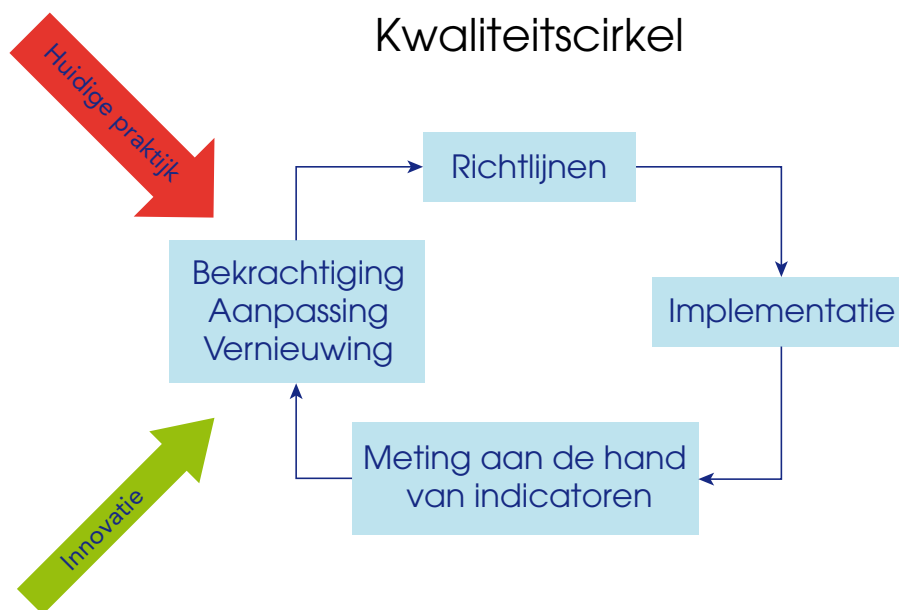 Kwaliteitscirkel
Huidige praktijk
Richtlijnen
Bekrachtiging
Aanpassing
Vernieuwing
Implementatie
Meting aan de hand
van indicatoren
Innovatie